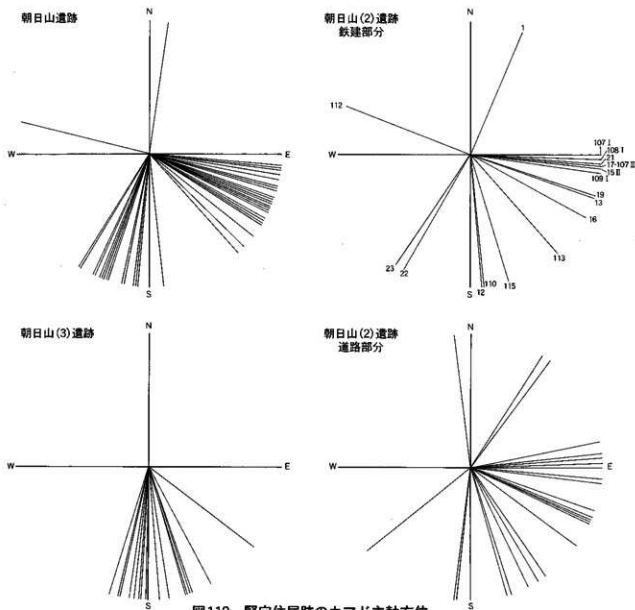 朝日山遺跡
N
W
E
S
朝日山(2)遺跡
鉄建部分
N
1
112
W
107 I
108 I
21
17-107 II
15 II
109 I
19
13
16
113
23
22
110
12
115
S
朝日山(3)遺跡
N
W
E
S
朝日山(2)遺跡
道路部分
N
W
E
S